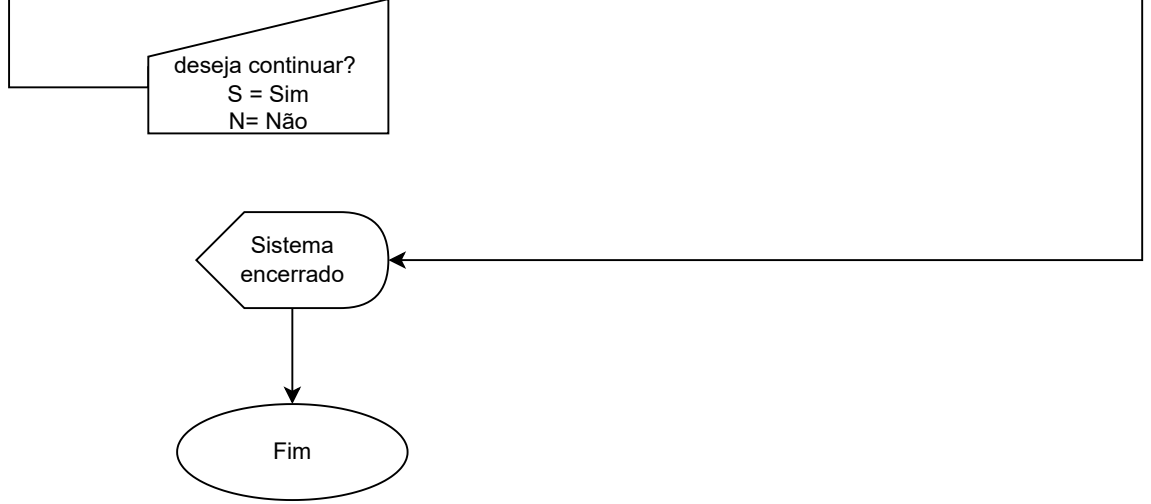 deseja continuar?
S = Sim
N= Não
Sistema
encerrado
Fim